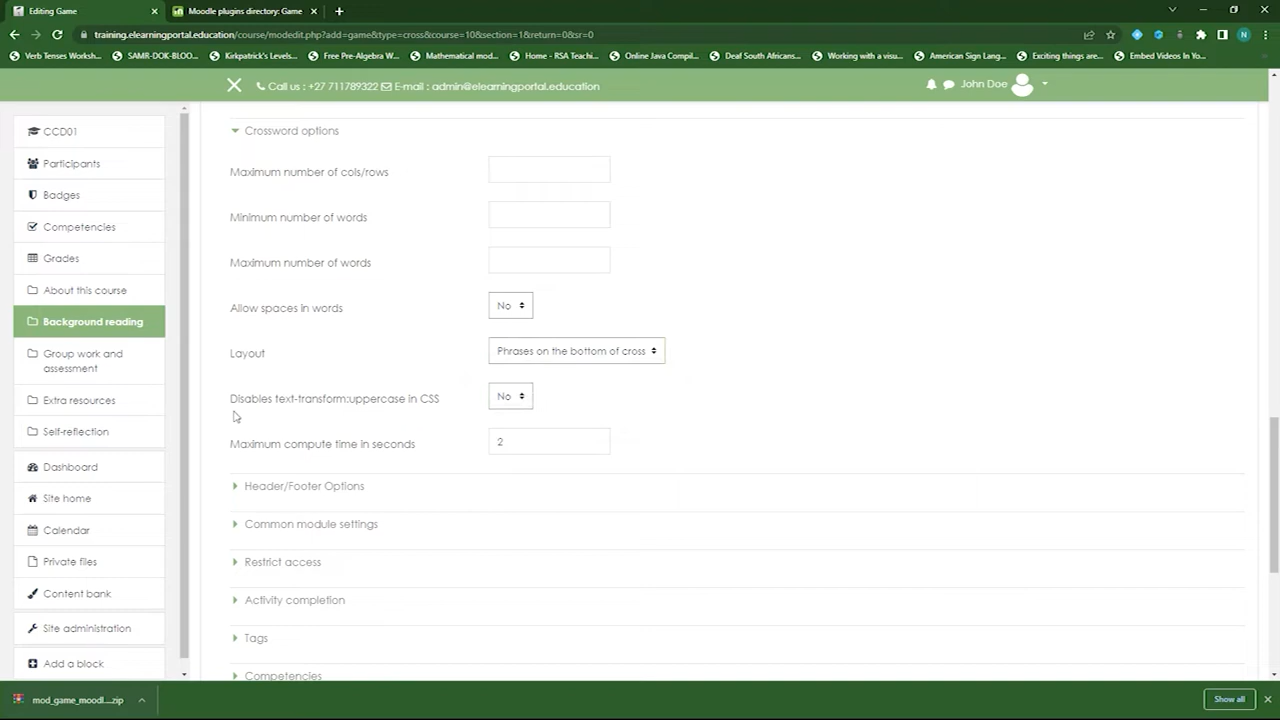 Editing Game
Moodle plugins directory: Game
training.elearningportal.education/course/modedit.php?add=game&type=cross&course=10&section=1&return=0&sr=0
Verb Tenses Worksh...
SAMR-DOK-BLOO...
Kirkpatrick's Level...
Free Pre-Algebra W...
Mathematical mod...
Home - RSA Teachi...
Online Java Compil...
Deaf South Africans...
Working with a visu...
American Sign Lang...
Exciting things are...
Embed Videos In Yo...
Call us : +27 711789322 E-mail : admin@elearningportal.education
John Doe
CCD01
Participants
Badges
Competencies
Grades
About this course
Background reading
Group work and
assessment
Extra resources
Self-reflection
Dashboard
Site home
Calendar
Private files
Content bank
Site administration
Add a block
Crossword options
Maximum number of cols/rows
Minimum number of words
Maximum number of words
Allow spaces in words No
Layout Phrases on the bottom of cross
Disables text-transform:uppercase in CSS No
Maximum compute time in seconds 2
Header/Footer Options
Common module settings
Restrict access
Activity completion
Tags
Competencies
mod_game_moodl....zip
Show all